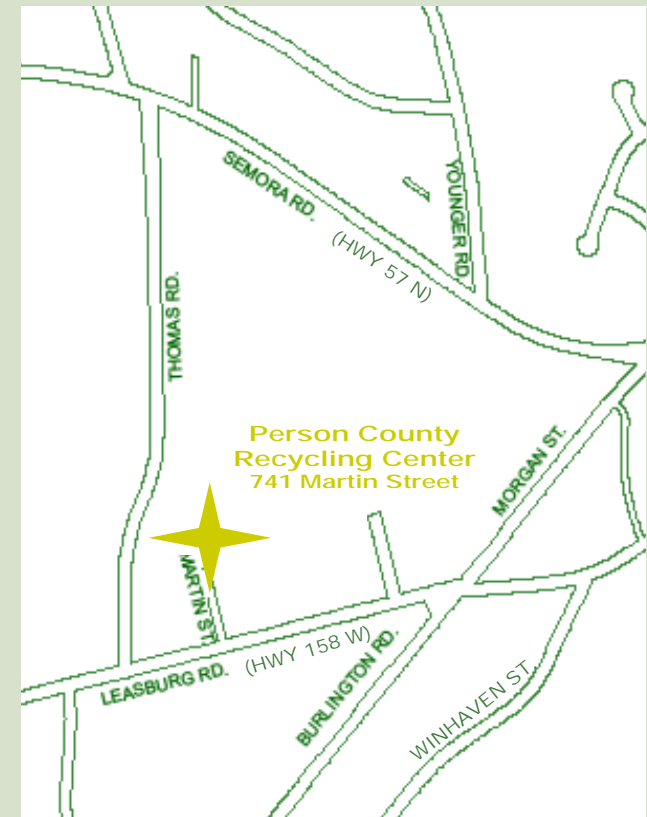 SEMORA RD.
YOUNGER RD.
(HWY 57 N)
THOMAS RD.
Person County
Recycling Center
741 Martin Street
MORGAN ST.
MARTIN ST.
(HWY 158 W)
LEASBURG RD.
BURLINGTON RD.
WINHAVEN ST.